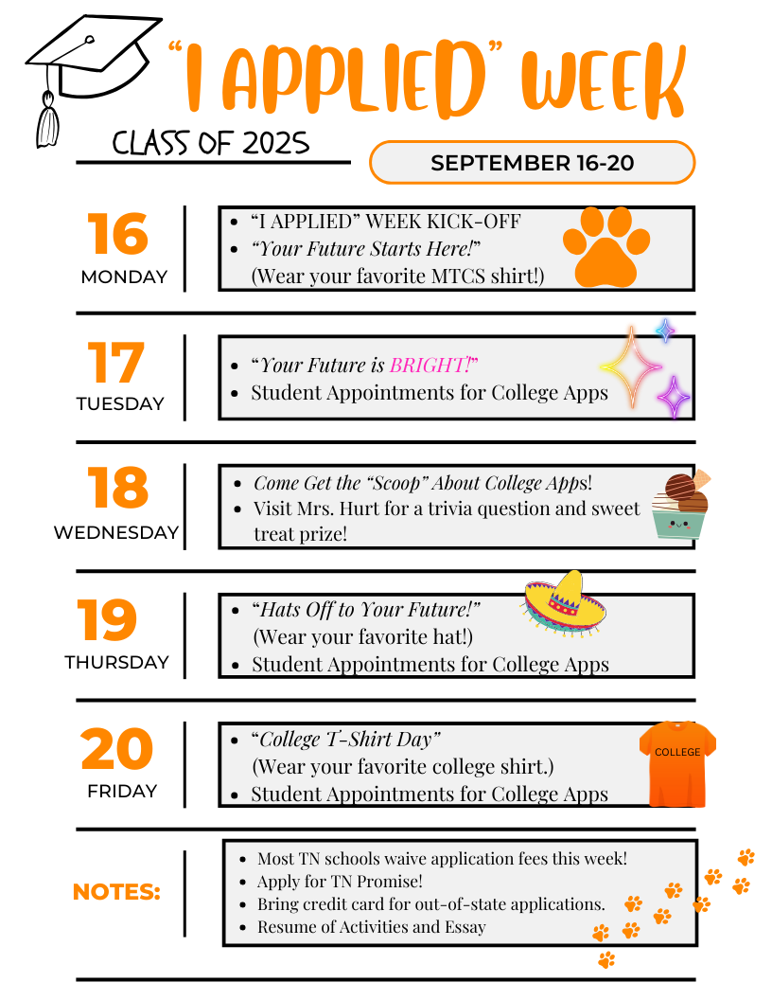 “I APPLIED” WEEK
CLASS OF 2025
SEPTEMBER 16-20
16
MONDAY
• “I APPLIED” WEEK KICK-OFF
• “Your Future Starts Here!”
(Wear your favorite MTCS shirt!)
17
TUESDAY
• “Your Future is BRIGHT!”
• Student Appointments for College Apps
18
WEDNESDAY
• Come Get the “Scoop” About College Apps!
• Visit Mrs. Hurt for a trivia question and sweet
treat prize!
19
THURSDAY
• “Hats Off to Your Future!”
(Wear your favorite hat!)
• Student Appointments for College Apps
20
FRIDAY
• “College T-Shirt Day”
(Wear your favorite college shirt.)
• Student Appointments for College Apps
COLLEGE
NOTES:
• Most TN schools waive application fees this week!
• Apply for TN Promise!
• Bring credit card for out-of-state applications.
• Resume of Activities and Essay